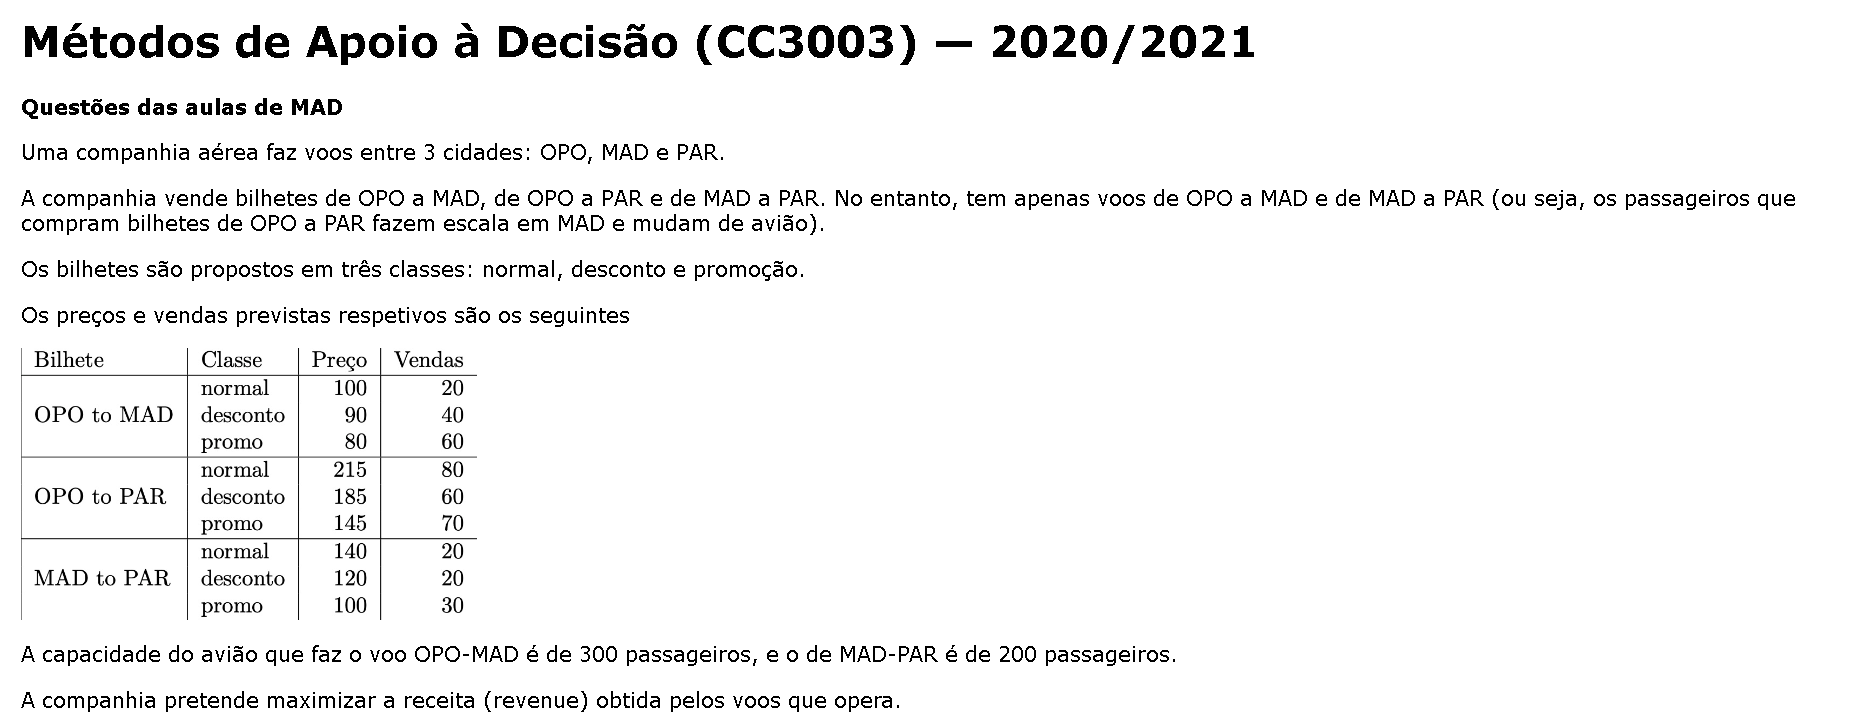 Métodos de Apoio à Decisão (CC3003) — 2020/2021
Questões das aulas de MAD
Uma companhia aérea faz voos entre 3 cidades: OPO, MAD e PAR.
A companhia vende bilhetes de OPO a MAD, de OPO a PAR e de MAD a PAR. No entanto, tem apenas voos de OPO a MAD e de MAD a PAR (ou seja, os passageiros que
compram bilhetes de OPO a PAR fazem escala em MAD e mudam de avião).
Os bilhetes são propostos em três classes: normal, desconto e promoção.
Os preços e vendas previstas respetivos são os seguintes
Bilhete Classe Preço Vendas
normal 100 20
OPO to MAD desconto 90 40
promo 80 60
normal 215 80
OPO to PAR desconto 185 60
promo 145 70
normal 140 20
MAD to PAR desconto 120 20
promo 100 30
A capacidade do avião que faz o voo OPO-MAD é de 300 passageiros, e o de MAD-PAR é de 200 passageiros.
A companhia pretende maximizar a receita (revenue) obtida pelos voos que opera.